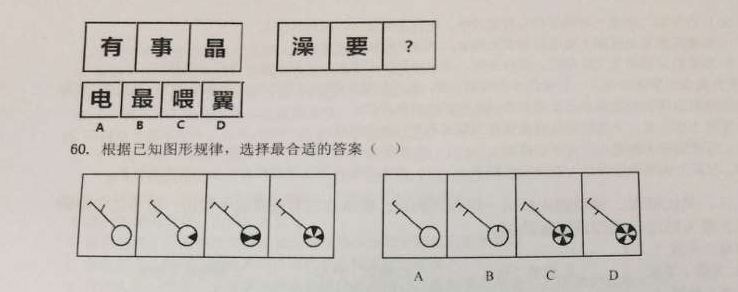 有 事 晶 澡 要 ?
电 最 喂 翼
A B C D
60. 根据已知图形规律，选择最合适的答案（ ）
A B C D